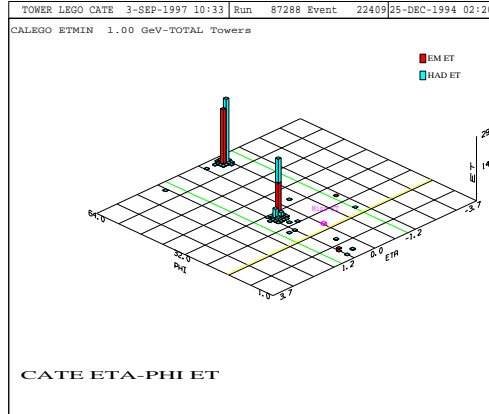 TOWER LEGO CATE 3-SEP-1997 10:33 Run 87288 Event 22409 25-DEC-1994 02:20
CALEGO ETMIN 1.00 GeV-TOTAL Towers
EM ET
HAD ET
ET
-3.7
-1.2
0.0
ETA
1.2
3.7
1.0
32.0
PHI
64.0
CATE ETA-PHI ET